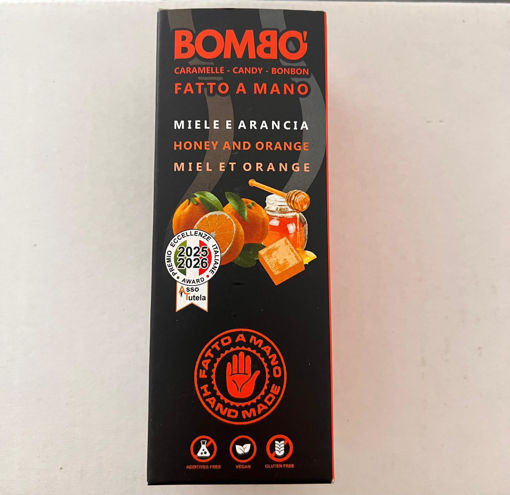 BOMBO'
CARAMELLE - CANDY - BONBON
FATTO A MANO
MIELE E ARANCIA
HONEY AND ORANGE
MIEL ET ORANGE
PREMIO ECCELLENZE ITALIANE
2025
2026
AWARD
Asso
Tutela
FATTO A MANO
HAND MADE
ADDITIVES FREE
VEGAN
GLUTEN FREE